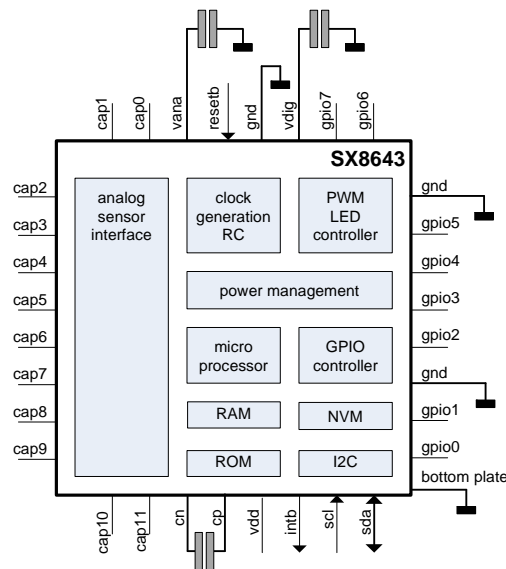 cap1
cap0
vana
resetb
gnd
vdig
gpio7
gpio6
SX8643
cap2
cap3
cap4
cap5
cap6
cap7
cap8
cap9
analog
sensor
interface
clock
generation
RC
PWM
LED
controller
power management
micro
processor
GPIO
controller
RAM
NVM
ROM
I2C
gnd
gpio5
gpio4
gpio3
gpio2
gnd
gpio1
gpio0
bottom plate
cap10
cap11
cn
cp
vdd
intb
scl
sda